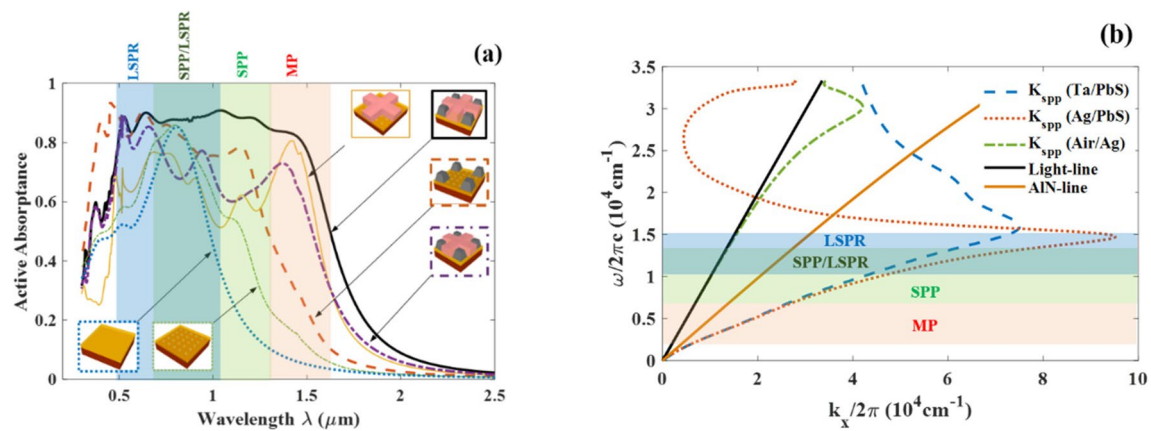 LSPR
SPP/LSPR
SPP
MP
(a)
1
0.8
0.6
0.4
0.2
0
Active Absorptance
0.5
1
1.5
2
2.5
Wavelength λ (μm)
(b)
3.5
3
2.5
2
1.5
1
0.5
0
ω/2πc (10⁴cm⁻¹)
K_spp (Ta/PbS)
K_spp (Ag/PbS)
K_spp (Air/Ag)
Light-line
AlN-line
LSPR
SPP/LSPR
SPP
MP
0
2
4
6
8
10
k_x/2π (10⁴cm⁻¹)